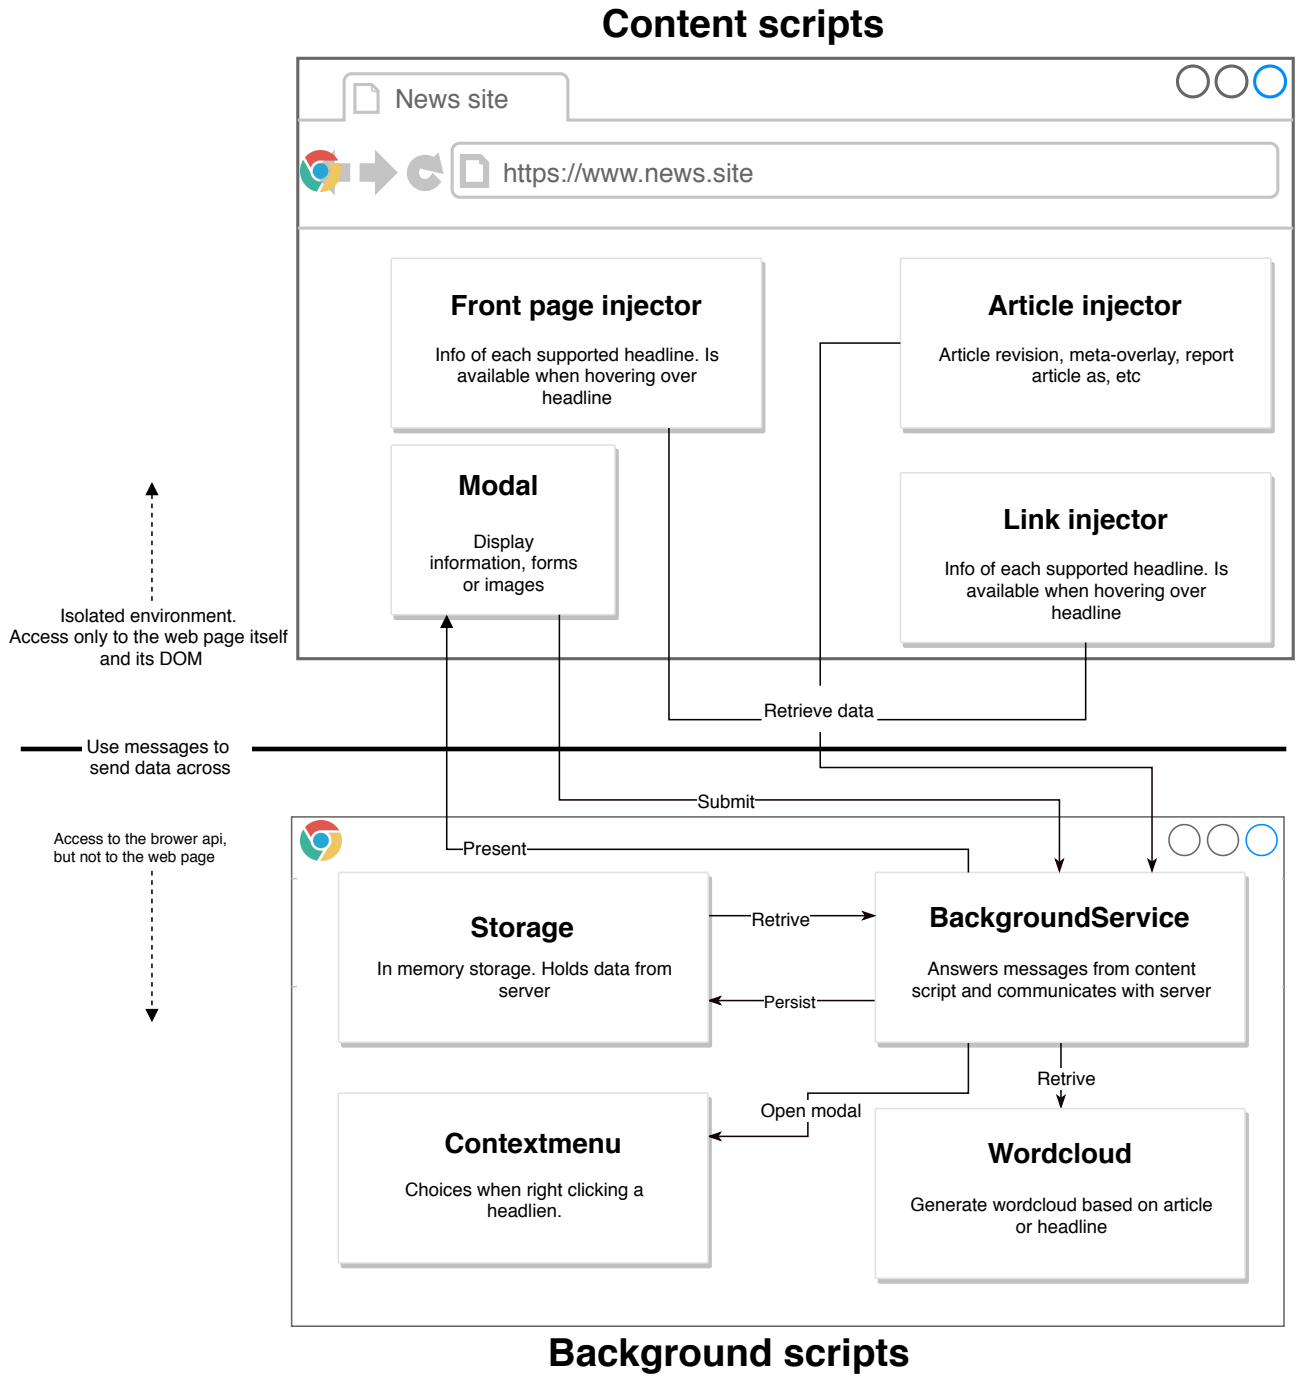 Content scripts
News site
https://www.news.site
Front page injector
Info of each supported headline. Is
available when hovering over
headline
Article injector
Article revision, meta-overlay, report
article as, etc
Modal
Display
information, forms
or images
Link injector
Info of each supported headline. Is
available when hovering over
headline
Isolated environment.
Access only to the web page itself
and its DOM
Retrieve data
Use messages to
send data across
Submit
Access to the brower api,
but not to the web page
Present
Storage
In memory storage. Holds data from
server
Retrive
Persist
BackgroundService
Answers messages from content
script and communicates with server
Retrive
Open modal
Contextmenu
Choices when right clicking a
headlien.
Wordcloud
Generate wordcloud based on article
or headline
Background scripts